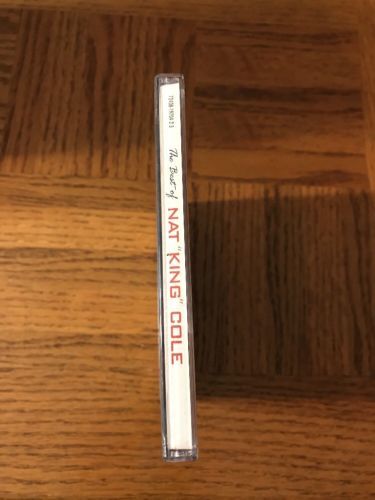 The Best of NAT "KING" COLE